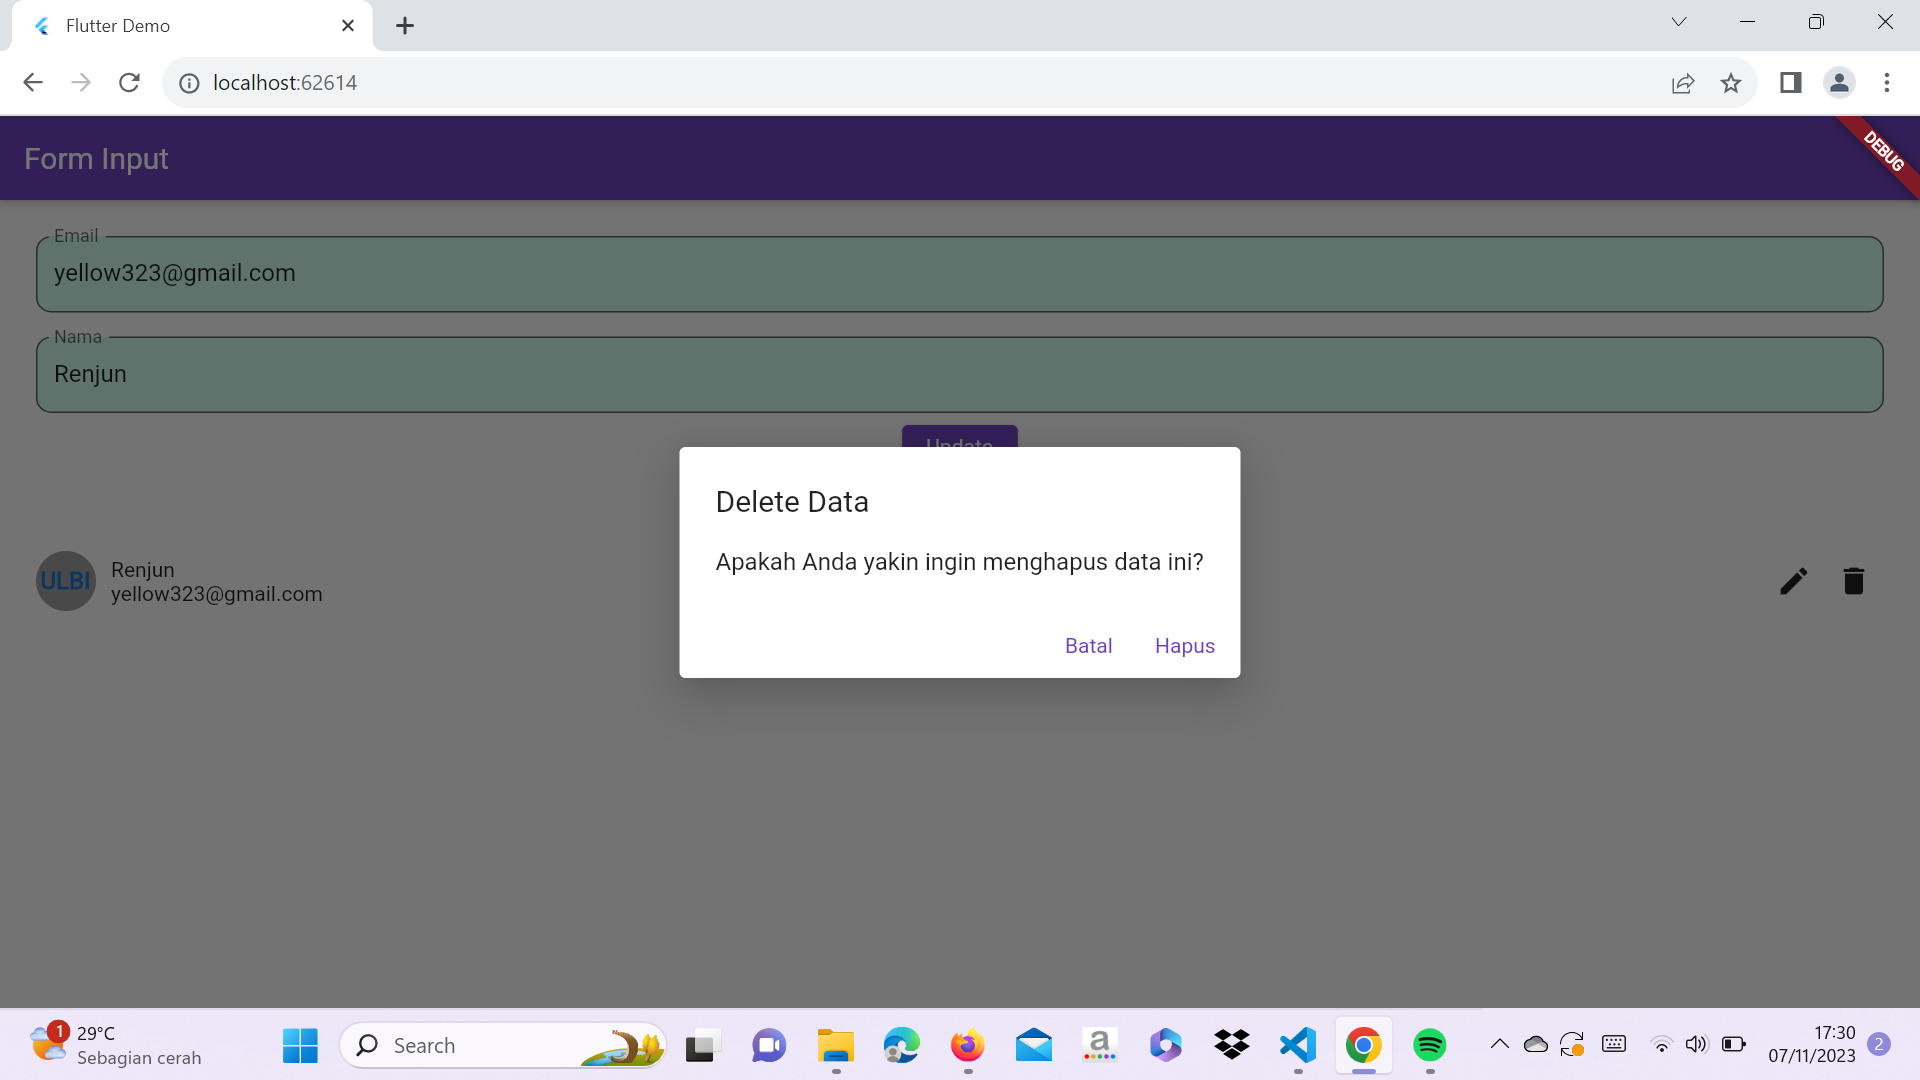 Flutter Demo
localhost:62614
Form Input
DEBUG
Email
yellow323@gmail.com
Nama
Renjun
Update
Delete Data
Apakah Anda yakin ingin menghapus data ini?
Batal
Hapus
ULBI
Renjun
yellow323@gmail.com
1
29°C
Sebagian cerah
Search
a
17:30
07/11/2023
2